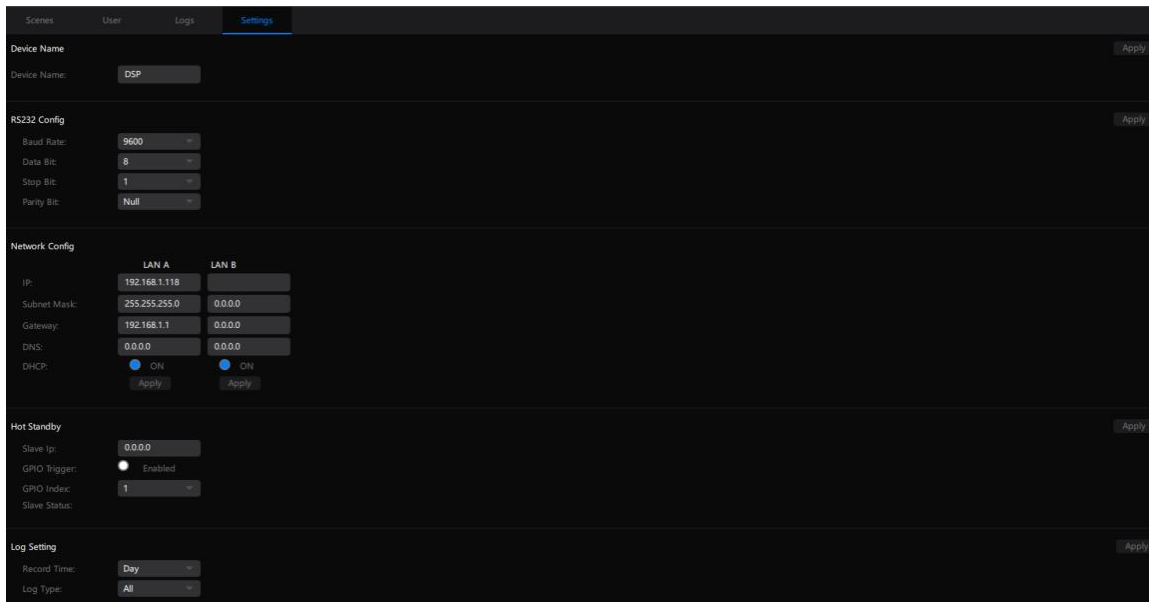 Scenes User Logs Settings
Device Name Apply
Device Name: DSP
RS232 Config Apply
Baud Rate: 9600
Data Bit: 8
Stop Bit: 1
Parity Bit: Null
Network Config
LAN A LAN B
IP: 192.168.1.118
Subnet Mask: 255.255.255.0 0.0.0.0
Gateway: 192.168.1.1 0.0.0.0
DNS: 0.0.0.0 0.0.0.0
DHCP: ON ON
Apply Apply
Hot Standby Apply
Slave Ip: 0.0.0.0
GPIO Trigger: Enabled
GPIO Index: 1
Slave Status:
Log Setting Apply
Record Time: Day
Log Type: All